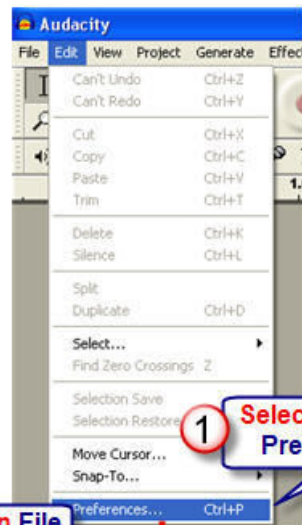 Audacity
File Edit View Project Generate Effect
Can't Undo Ctrl+Z
Can't Redo Ctrl+Y
Cut Ctrl+X
Copy Ctrl+C
Paste Ctrl+V
Trim Ctrl+T
Delete Ctrl+K
Silence Ctrl+L
Split
Duplicate Ctrl+D
Select...
Find Zero Crossings Z
Selection Save
Selection Restore
Move Cursor...
Snap-To...
Preferences... Ctrl+P
1
Selec
Pre
n File
1.